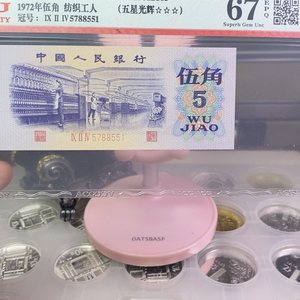 1972年伍角 纺织工人
冠号: IX II IV 5788551
(五星光辉☆☆☆)
67
EPQ
Superb Gem Unc
中國人民銀行
伍角
5
WU
JIAO
IX II IV 5788551
OATSBASF